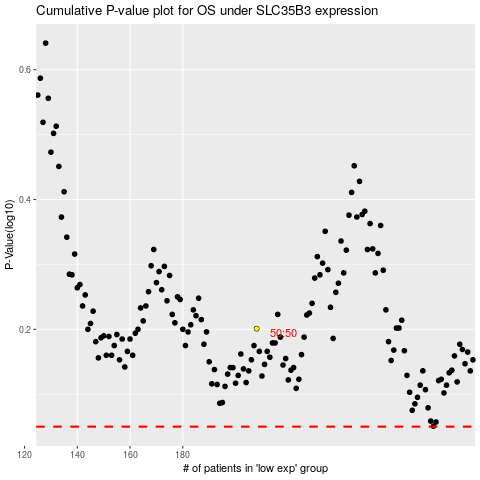 Cumulative P-value plot for OS under SLC35B3 expression
P-Value(log10)
0.6
0.4
0.2
50:50
120 140 160 180
# of patients in 'low exp' group